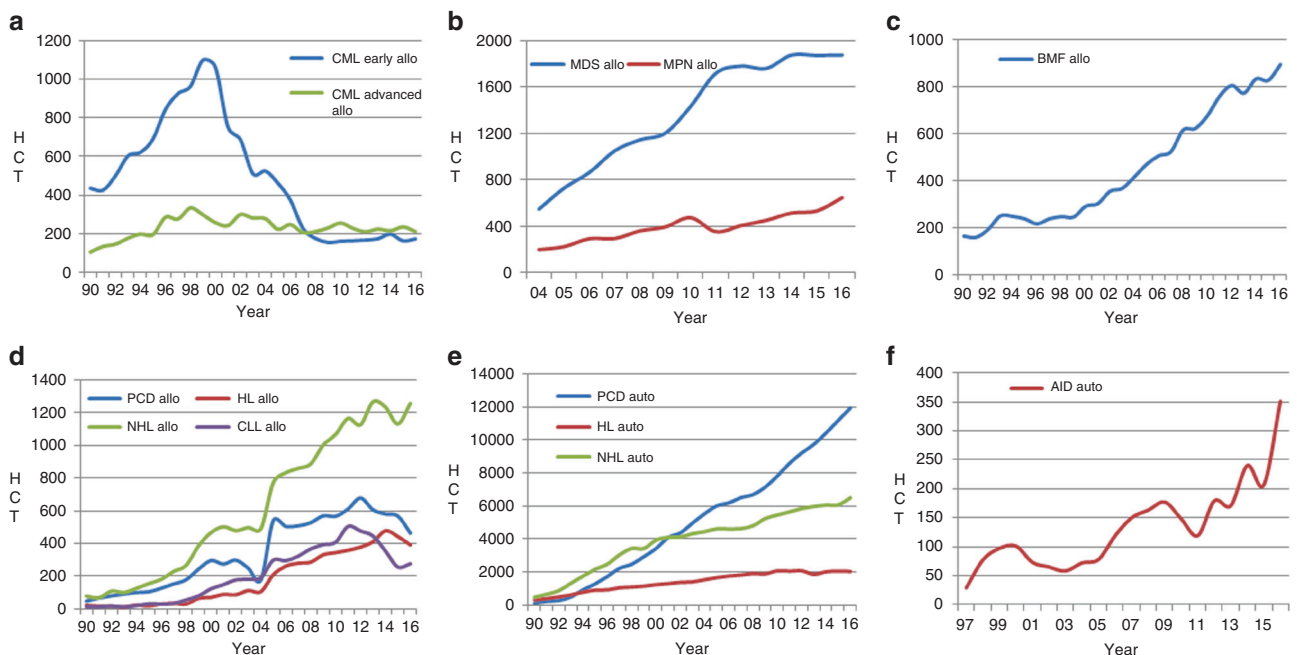 a
1200
1000
800
600
400
200
0
H
C
T
CML early allo
CML advanced
allo
90 92 94 96 98 00 02 04 06 08 10 12 14 16
Year
b
2000
1600
1200
800
400
0
H
C
T
MDS allo MPN allo
04 05 06 07 08 09 10 11 12 13 14 15 16
Year
c
1000
800
600
400
200
0
H
C
T
BMF allo
90 92 94 96 98 00 02 04 06 08 10 12 14 16
Year
d
1400
1200
1000
800
600
400
200
0
H
C
T
PCD allo HL allo
NHL allo CLL allo
90 92 94 96 98 00 02 04 06 08 10 12 14 16
Year
e
14000
12000
10000
8000
6000
4000
2000
0
H
C
T
PCD auto
HL auto
NHL auto
90 92 94 96 98 00 02 04 06 08 10 12 14 16
Year
f
400
350
300
250
200
150
100
50
0
H
C
T
AID auto
97 99 01 03 05 07 09 11 13 15
Year